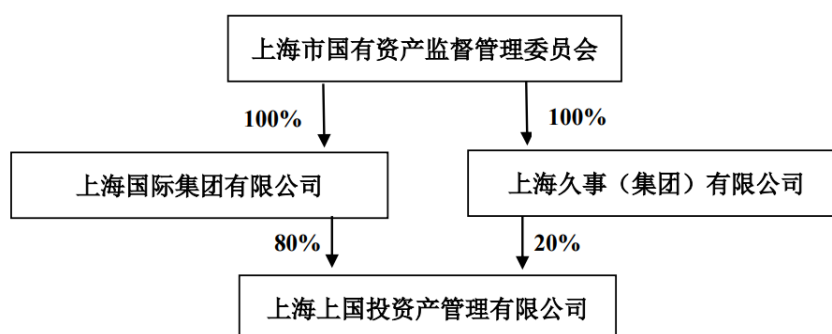 上海市国有资产监督管理委员会
100%
100%
上海国际集团有限公司
上海久事（集团）有限公司
80%
20%
上海上国投资产管理有限公司